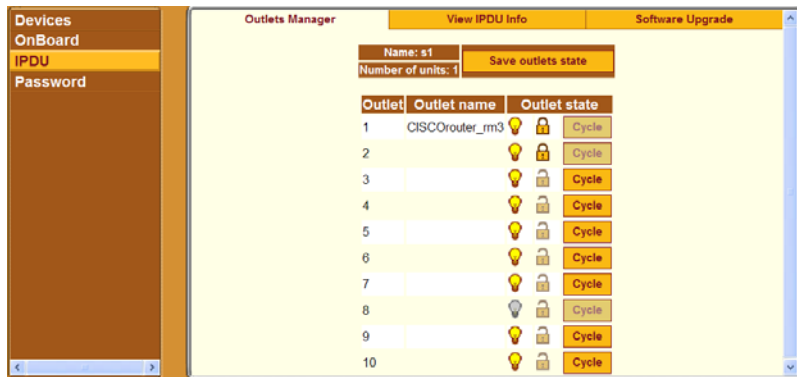 Devices
OnBoard
IPDU
Password
Outlets Manager
View IPDU Info
Software Upgrade
Name: s1
Number of units: 1
Save outlets state
Outlet Outlet name Outlet state
1 CISCOrouter_rm3 Cycle
2 Cycle
3 Cycle
4 Cycle
5 Cycle
6 Cycle
7 Cycle
8 Cycle
9 Cycle
10 Cycle